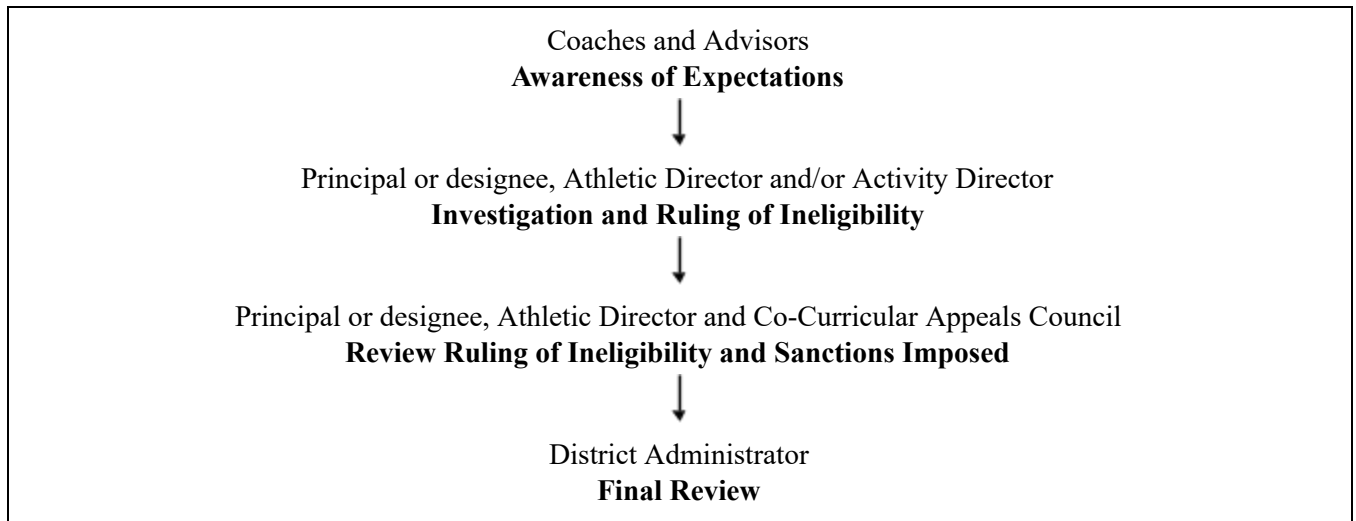 Coaches and Advisors
Awareness of Expectations
Principal or designee, Athletic Director and/or Activity Director
Investigation and Ruling of Ineligibility
Principal or designee, Athletic Director and Co-Curricular Appeals Council
Review Ruling of Ineligibility and Sanctions Imposed
District Administrator
Final Review